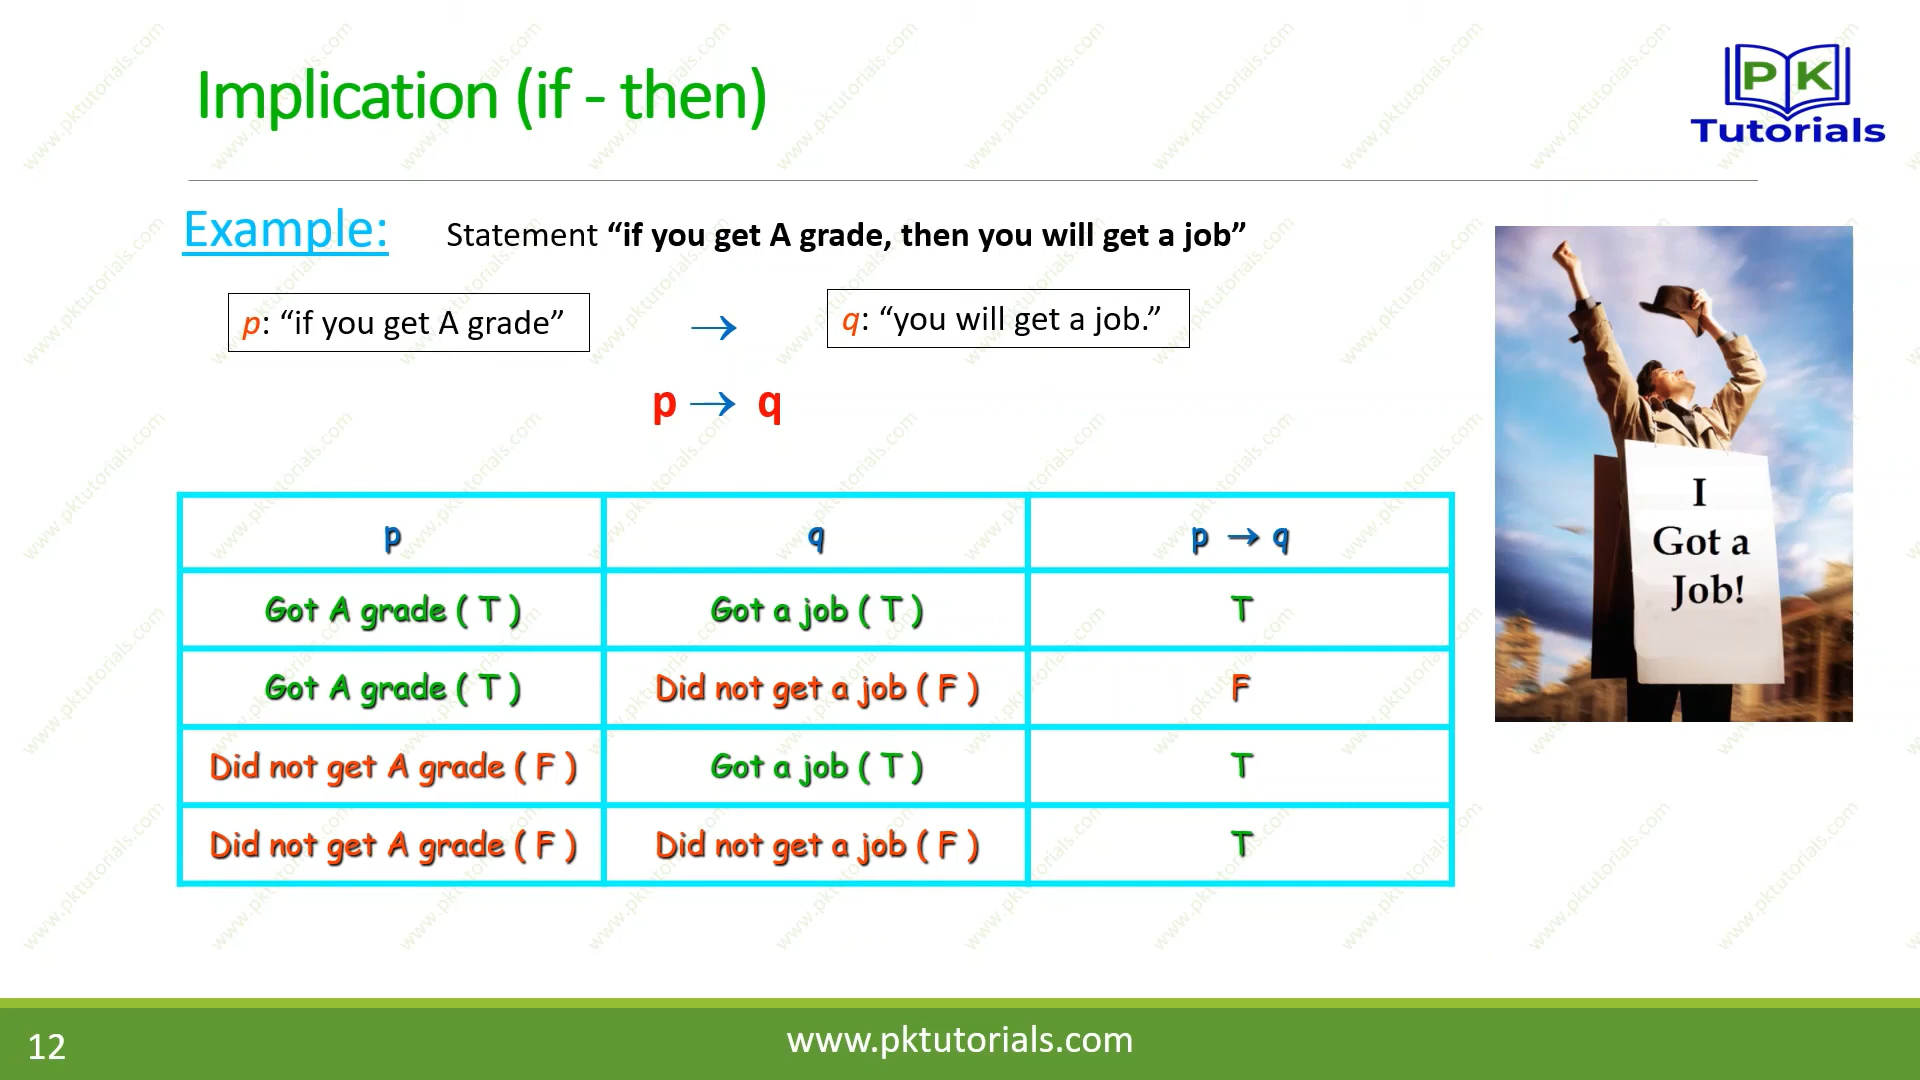 Implication (if - then)
PK
Tutorials
Example:
Statement “if you get A grade, then you will get a job”
p: “if you get A grade”
→
q: “you will get a job.”
p → q
p q p → q
Got A grade ( T ) Got a job ( T ) T
Got A grade ( T ) Did not get a job ( F ) F
Did not get A grade ( F ) Got a job ( T ) T
Did not get A grade ( F ) Did not get a job ( F ) T
I
Got a
Job!
12
www.pktutorials.com